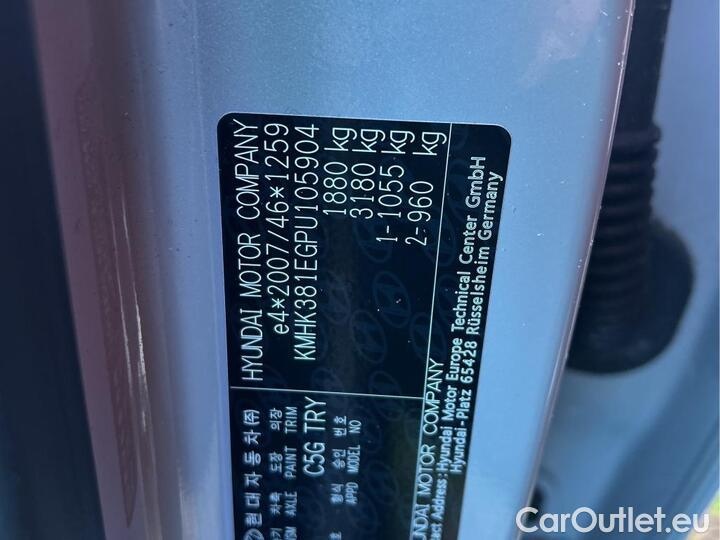 HYUNDAI MOTOR COMPANY
e4*2007/46*1259
KMHK381EGPU105904
1880 kg
3180 kg
1-1055 kg
2-960 kg
현대자동차(주)
차축 도장 의장
AXLE PAINT TRIM
C5G TRY
형식 승인 번호
APPD MODEL NO
HYUNDAI MOTOR COMPANY
Address : Hyundai Motor Europe Technical Center GmbH
Hyundai-Platz 65428 Rüsselsheim Germany
CarOutlet.eu